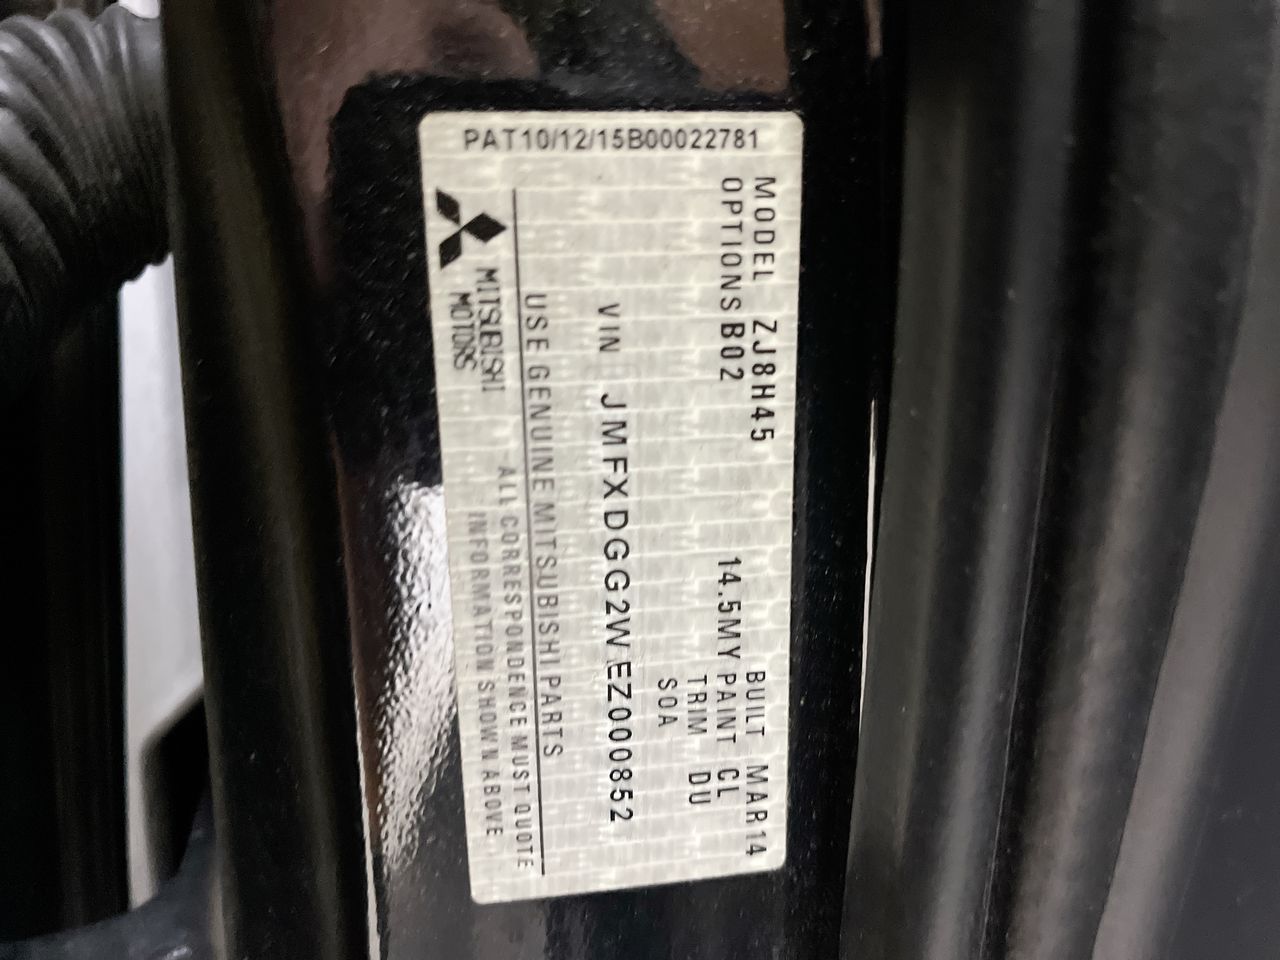 PAT10/12/15B00022781
MODEL ZJ8H45 BUILT MAR14
OPTIONS B02 14.5MY PAINT CL
TRIM DU
SOA
VIN JMFXDGG2WEZ000852
USE GENUINE MITSUBISHI PARTS
MITSUBISHI
MOTORS
ALL CORRESPONDENCE MUST QUOTE
INFORMATION SHOWN ABOVE